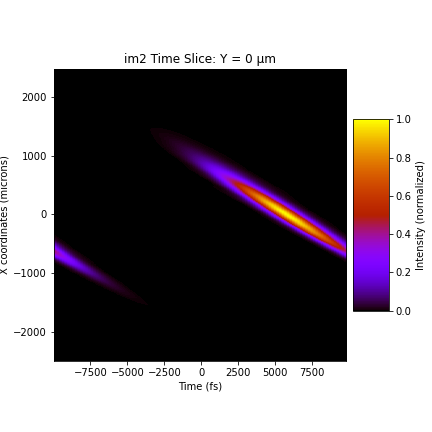 im2 Time Slice: Y = 0 µm
2000
1000
0
−1000
−2000
X coordinates (microns)
−7500 −5000 −2500 0 2500 5000 7500
Time (fs)
1.0
0.8
0.6
0.4
0.2
0.0
Intensity (normalized)